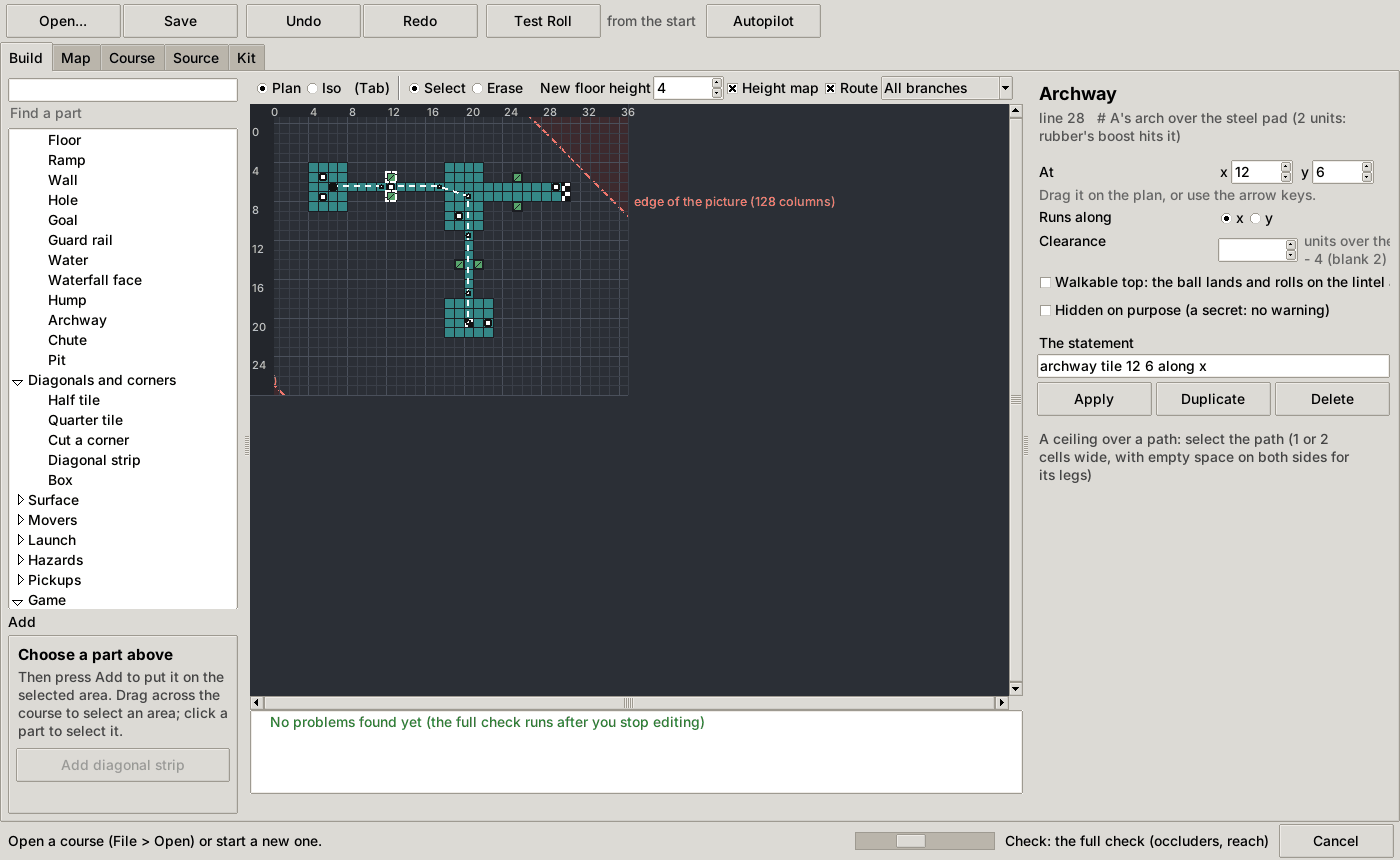 Open... Save Undo Redo Test Roll from the start Autopilot
Build Map Course Source Kit
Find a part
Floor
Ramp
Wall
Hole
Goal
Guard rail
Water
Waterfall face
Hump
Archway
Chute
Pit
Diagonals and corners
Half tile
Quarter tile
Cut a corner
Diagonal strip
Box
Surface
Movers
Launch
Hazards
Pickups
Game
Add
Choose a part above
Then press Add to put it on the
selected area. Drag across the
course to select an area; click a
part to select it.
Add diagonal strip
Plan Iso (Tab) Select Erase New floor height 4 Height map Route All branches
0 4 8 12 16 20 24 28 32 36
0
4
8
12
16
20
24
edge of the picture (128 columns)
No problems found yet (the full check runs after you stop editing)
Archway
line 28 # A's arch over the steel pad (2 units:
rubber's boost hits it)
At x 12 y 6
Drag it on the plan, or use the arrow keys.
Runs along x y
Clearance units over the
- 4 (blank 2)
Walkable top: the ball lands and rolls on the lintel
Hidden on purpose (a secret: no warning)
The statement
archway tile 12 6 along x
Apply Duplicate Delete
A ceiling over a path: select the path (1 or 2
cells wide, with empty space on both sides for
its legs)
Open a course (File > Open) or start a new one. Check: the full check (occluders, reach) Cancel